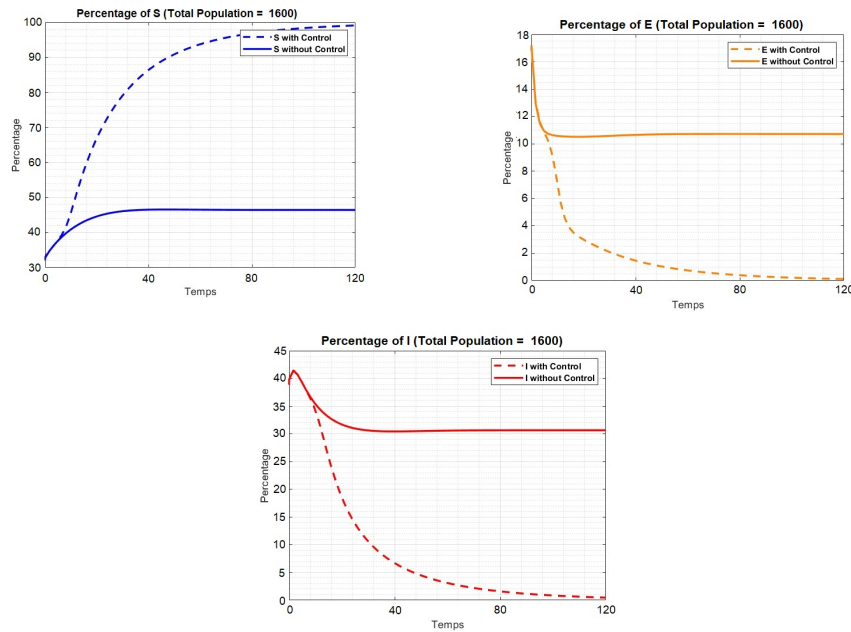 Percentage of S (Total Population = 1600)
100
90
80
70
60
50
40
30
0
40
80
120
Percentage
Temps
S with Control
S without Control
Percentage of E (Total Population = 1600)
18
16
14
12
10
8
6
4
2
0
0
40
80
120
Percentage
Temps
E with Control
E without Control
Percentage of I (Total Population = 1600)
45
40
35
30
25
20
15
10
5
0
0
40
80
120
Percentage
Temps
I with Control
I without Control